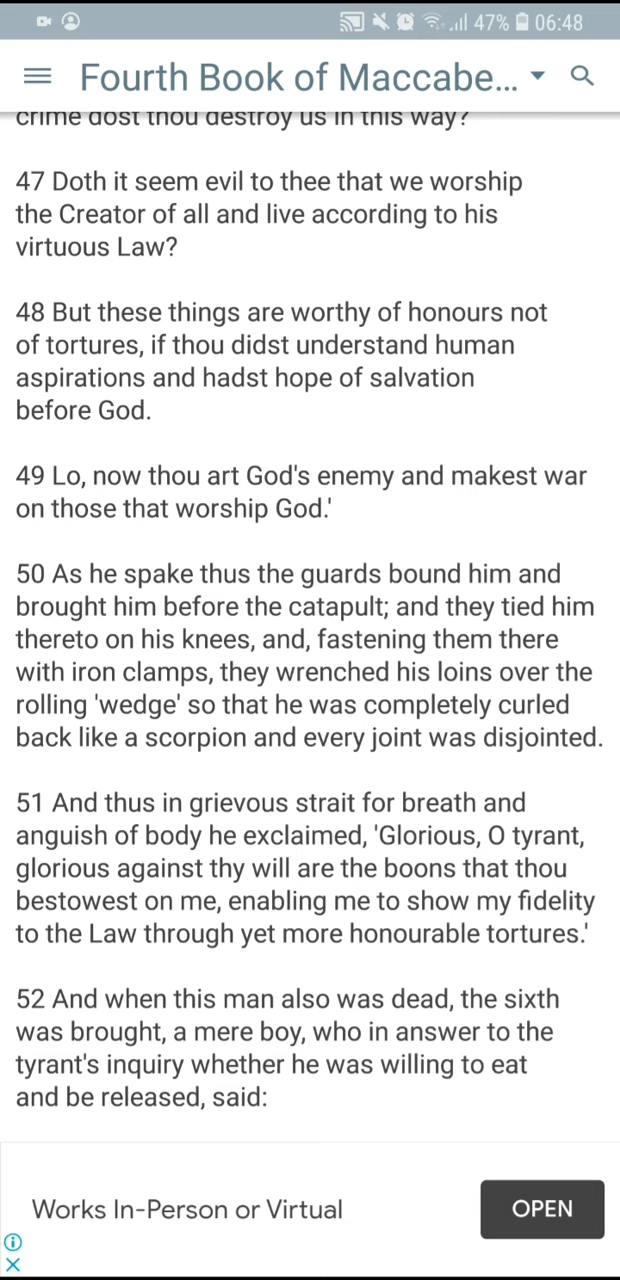 47% 06:48
Fourth Book of Maccabe...
crime dost thou destroy us in this way?
47 Doth it seem evil to thee that we worship
the Creator of all and live according to his
virtuous Law?
48 But these things are worthy of honours not
of tortures, if thou didst understand human
aspirations and hadst hope of salvation
before God.
49 Lo, now thou art God's enemy and makest war
on those that worship God.'
50 As he spake thus the guards bound him and
brought him before the catapult; and they tied him
thereto on his knees, and, fastening them there
with iron clamps, they wrenched his loins over the
rolling 'wedge' so that he was completely curled
back like a scorpion and every joint was disjointed.
51 And thus in grievous strait for breath and
anguish of body he exclaimed, 'Glorious, O tyrant,
glorious against thy will are the boons that thou
bestowest on me, enabling me to show my fidelity
to the Law through yet more honourable tortures.'
52 And when this man also was dead, the sixth
was brought, a mere boy, who in answer to the
tyrant's inquiry whether he was willing to eat
and be released, said:
Works In-Person or Virtual
OPEN